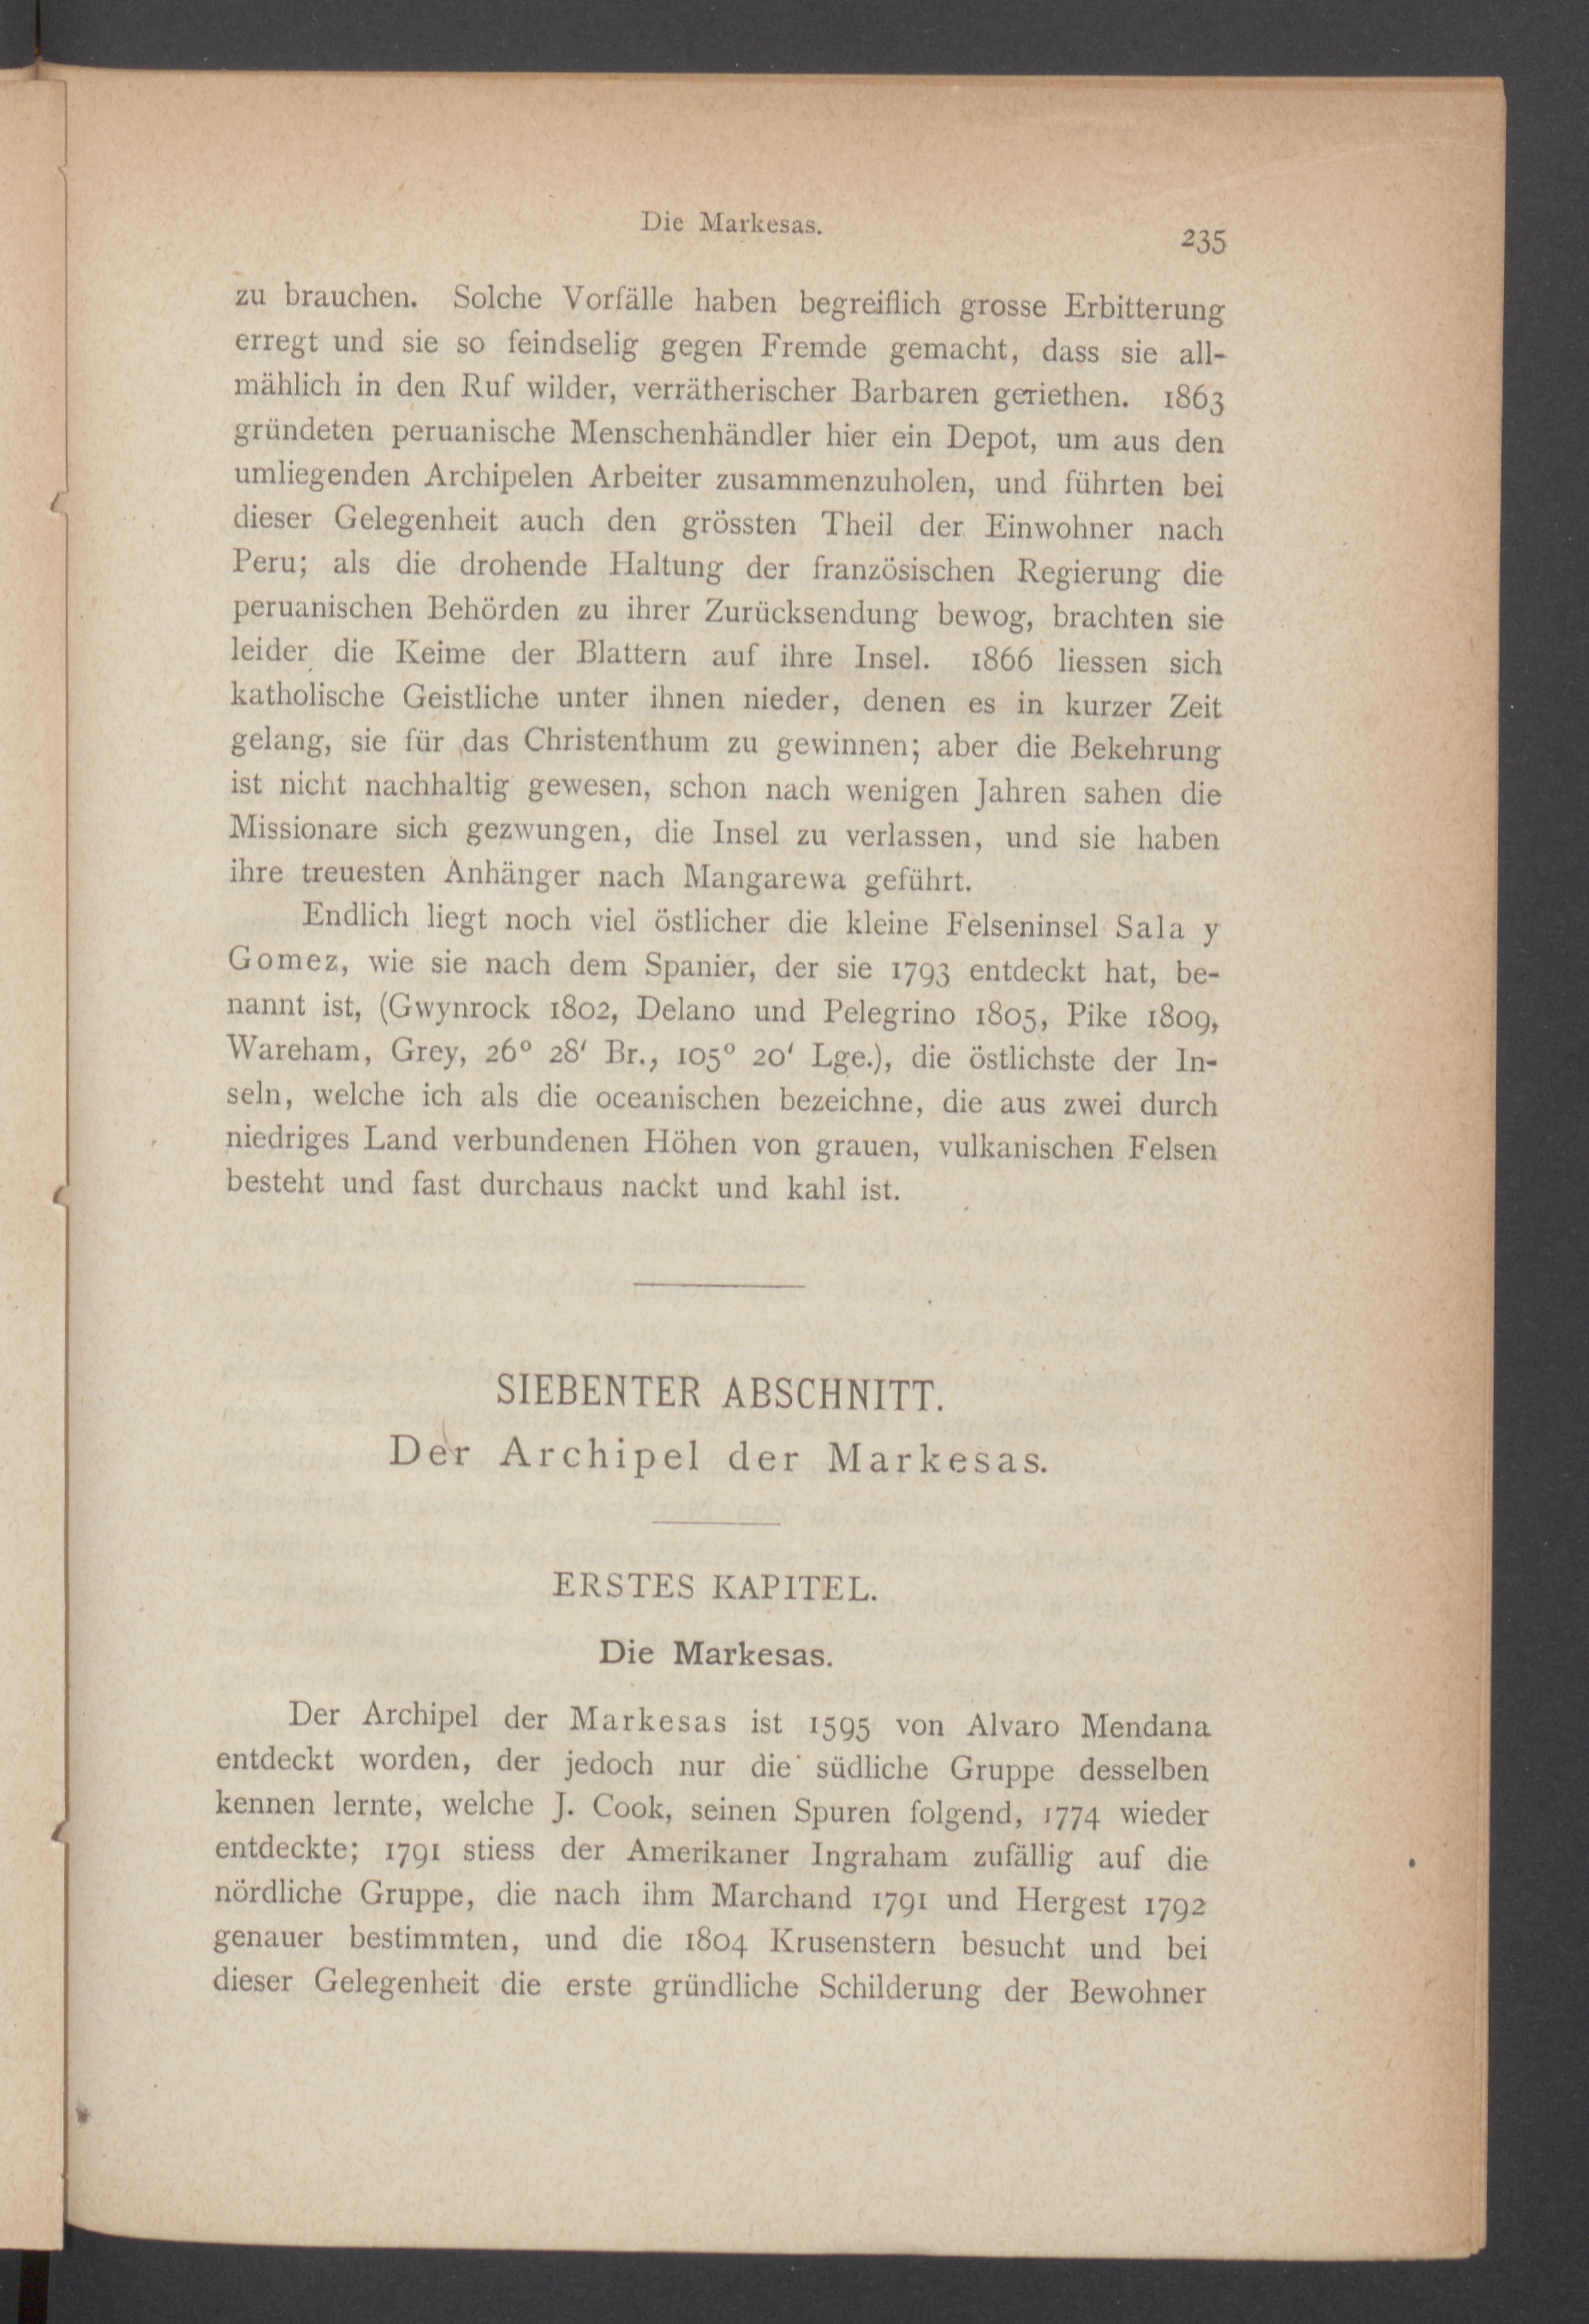 Die Markesas.
235
zu brauchen. Solche Vorfälle haben begreiflich grosse Erbitterung
erregt und sie so feindselig gegen Fremde gemacht, dass sie all-
mählich in den Ruf wilder, verrätherischer Barbaren geriethen. 1863
gründeten peruanische Menschenhändler hier ein Depot, um aus den
umliegenden Archipelen Arbeiter zusammenzuholen, und führten bei
dieser Gelegenheit auch den grössten Theil der Einwohner nach
Peru; als die drohende Haltung der französischen Regierung die
peruanischen Behörden zu ihrer Zurücksendung bewog, brachten sie
leider die Keime der Blattern auf ihre Insel. 1866 liessen sich
katholische Geistliche unter ihnen nieder, denen es in kurzer Zeit
gelang, sie für das Christenthum zu gewinnen; aber die Bekehrung
ist nicht nachhaltig gewesen, schon nach wenigen Jahren sahen die
Missionare sich gezwungen, die Insel zu verlassen, und sie haben
ihre treuesten Anhänger nach Mangarewa geführt.
Endlich liegt noch viel östlicher die kleine Felseninsel Sala y
Gomez, wie sie nach dem Spanier, der sie 1793 entdeckt hat, be-
nannt ist, (Gwynrock 1802, Delano und Pelegrino 1805, Pike 1809,
Wareham, Grey, 26° 28' Br., 105° 20' Lge.), die östlichste der In-
seln, welche ich als die oceanischen bezeichne, die aus zwei durch
niedriges Land verbundenen Höhen von grauen, vulkanischen Felsen
besteht und fast durchaus nackt und kahl ist.
SIEBENTER ABSCHNITT.
Der Archipel der Markesas.
ERSTES KAPITEL.
Die Markesas.
Der Archipel der Markesas ist 1595 von Alvaro Mendana
entdeckt worden, der jedoch nur die südliche Gruppe desselben
kennen lernte, welche J. Cook, seinen Spuren folgend, 1774 wieder
entdeckte; 1791 stiess der Amerikaner Ingraham zufällig auf die
nördliche Gruppe, die nach ihm Marchand 1791 und Hergest 1792
genauer bestimmten, und die 1804 Krusenstern besucht und bei
dieser Gelegenheit die erste gründliche Schilderung der Bewohner